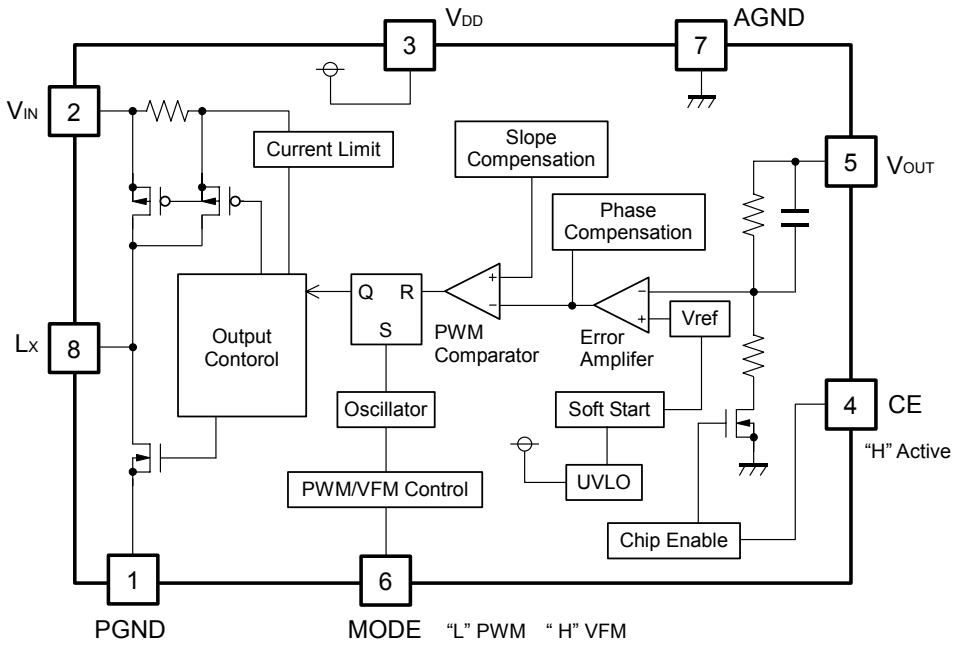 VDD
AGND
3
7
VIN
2
Current Limit
Slope
Compensation
5
VOUT
Phase
Compensation
+
−
Q
R
S
−
+
Vref
LX
8
Output
Contorol
PWM
Comparator
Error
Amplifer
Oscillator
Soft Start
4
CE
"H" Active
PWM/VFM Control
UVLO
Chip Enable
1
6
PGND
MODE
"L" PWM " H" VFM